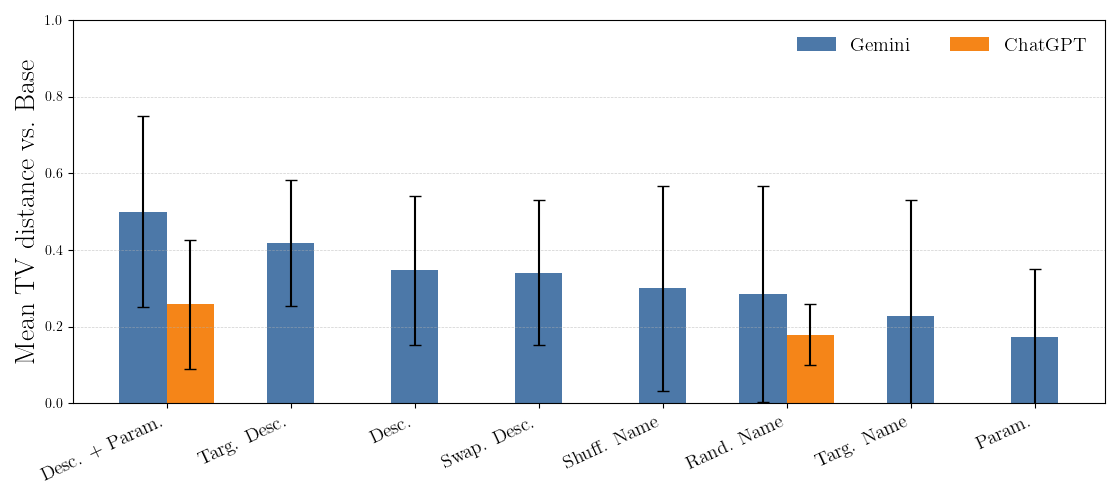 Gemini
ChatGPT
Mean TV distance vs. Base
1.0
0.8
0.6
0.4
0.2
0.0
Desc. + Param.
Targ. Desc.
Desc.
Swap. Desc.
Shuff. Name
Rand. Name
Targ. Name
Param.